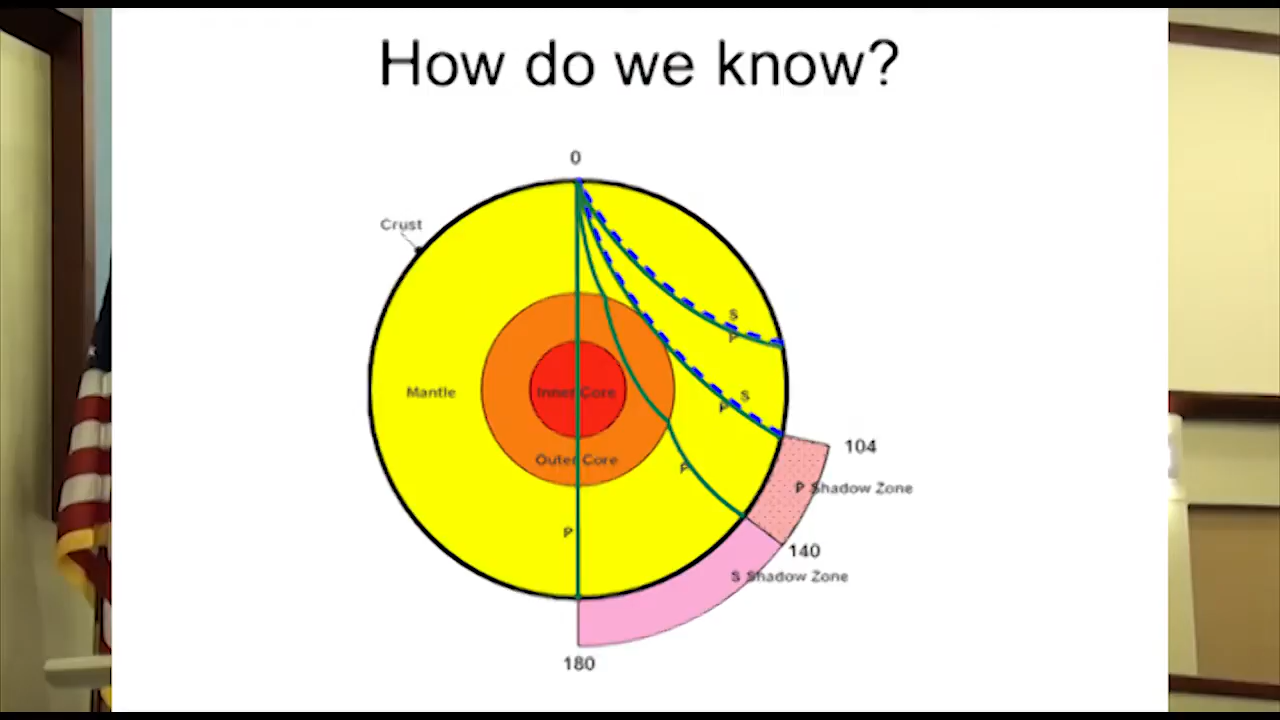 How do we know?
0
Crust
S
P
Mantle
Inner Core
S
P
104
Outer Core
P
P Shadow Zone
P
140
S Shadow Zone
180